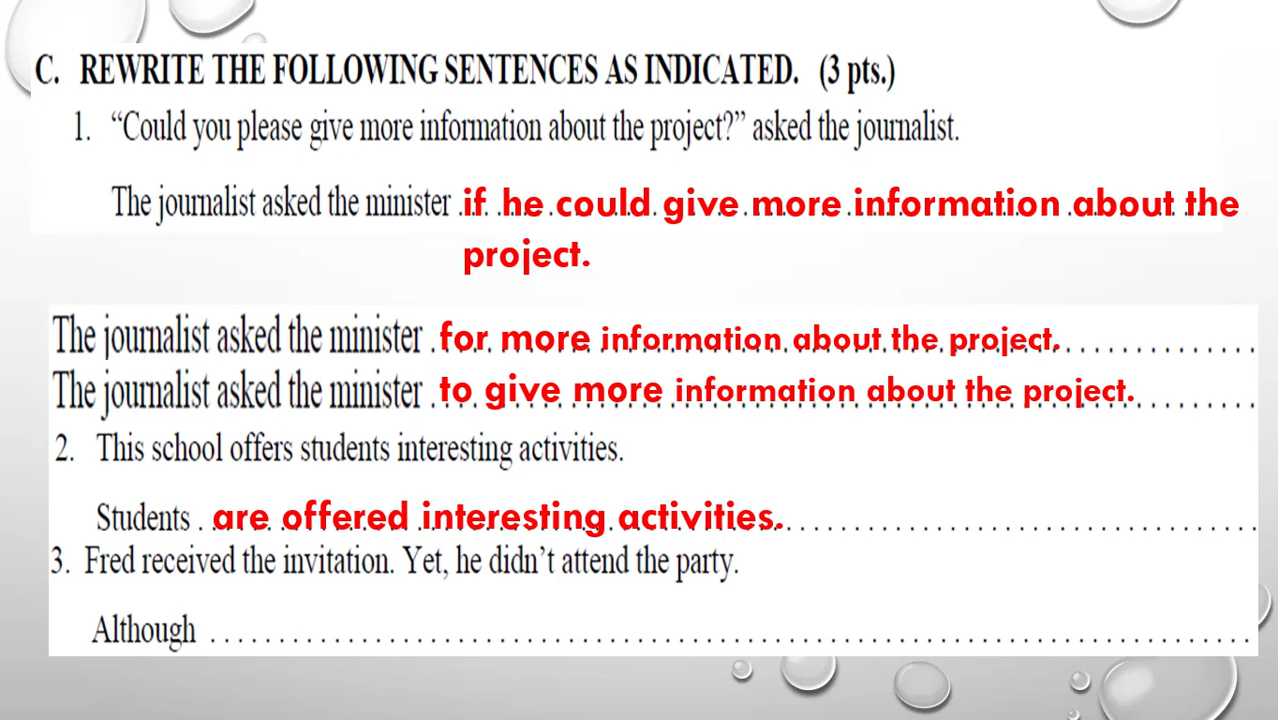 C. REWRITE THE FOLLOWING SENTENCES AS INDICATED. (3 pts.)
1. “Could you please give more information about the project?” asked the journalist.
The journalist asked the minister if he could give more information about the
project.
The journalist asked the minister for more information about the project.
The journalist asked the minister to give more information about the project.
2. This school offers students interesting activities.
Students are offered interesting activities.
3. Fred received the invitation. Yet, he didn’t attend the party.
Although ....................